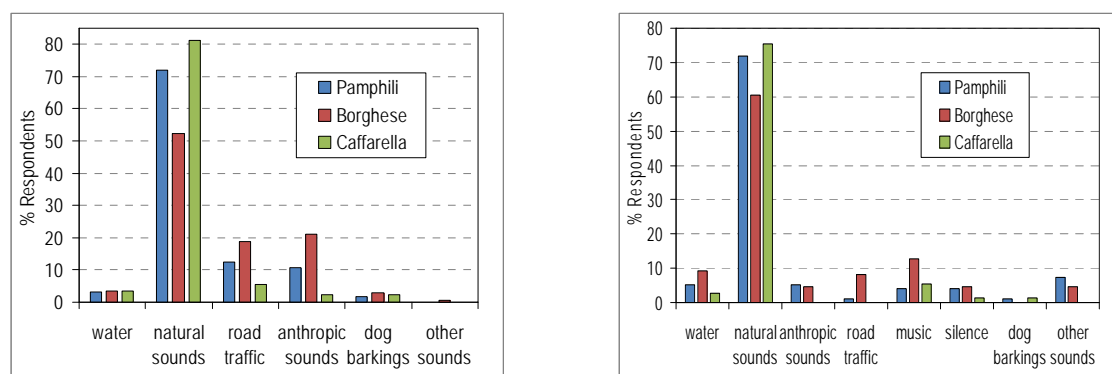 % Respondents
80
70
60
50
40
30
20
10
0
Pamphili
Borghese
Caffarella
water natural road anthropic dog other
sounds traffic sounds barkings sounds
% Respondents
80
70
60
50
40
30
20
10
0
Pamphili
Borghese
Caffarella
water natural anthropic road music silence dog other
sounds sounds traffic barkings sounds